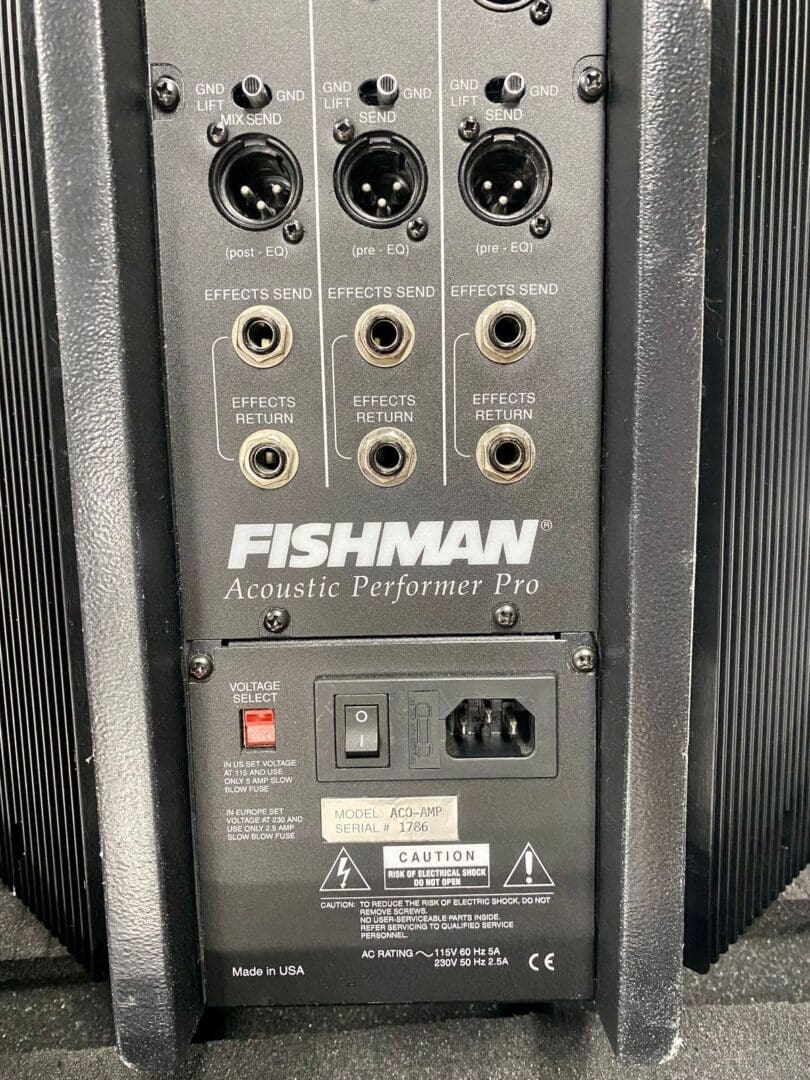 GND LIFT GND
MIX SEND
(post - EQ)
EFFECTS SEND
EFFECTS
RETURN
GND LIFT GND
SEND
(pre - EQ)
EFFECTS SEND
EFFECTS
RETURN
GND LIFT GND
SEND
(pre - EQ)
EFFECTS SEND
EFFECTS
RETURN
FISHMAN®
Acoustic Performer Pro
VOLTAGE
SELECT
O
I
IN US SET VOLTAGE
AT 115 AND USE
ONLY 5 AMP SLOW
BLOW FUSE
IN EUROPE SET
VOLTAGE AT 230 AND
USE ONLY 2.5 AMP
SLOW BLOW FUSE
MODEL: ACO-AMP
SERIAL # 1786
CAUTION
RISK OF ELECTRICAL SHOCK
DO NOT OPEN
CAUTION: TO REDUCE THE RISK OF ELECTRIC SHOCK, DO NOT
REMOVE SCREWS.
NO USER-SERVICEABLE PARTS INSIDE.
REFER SERVICING TO QUALIFIED SERVICE
PERSONNEL.
AC RATING ~ 115V 60 Hz 5A
230V 50 Hz 2.5A
Made in USA
CE